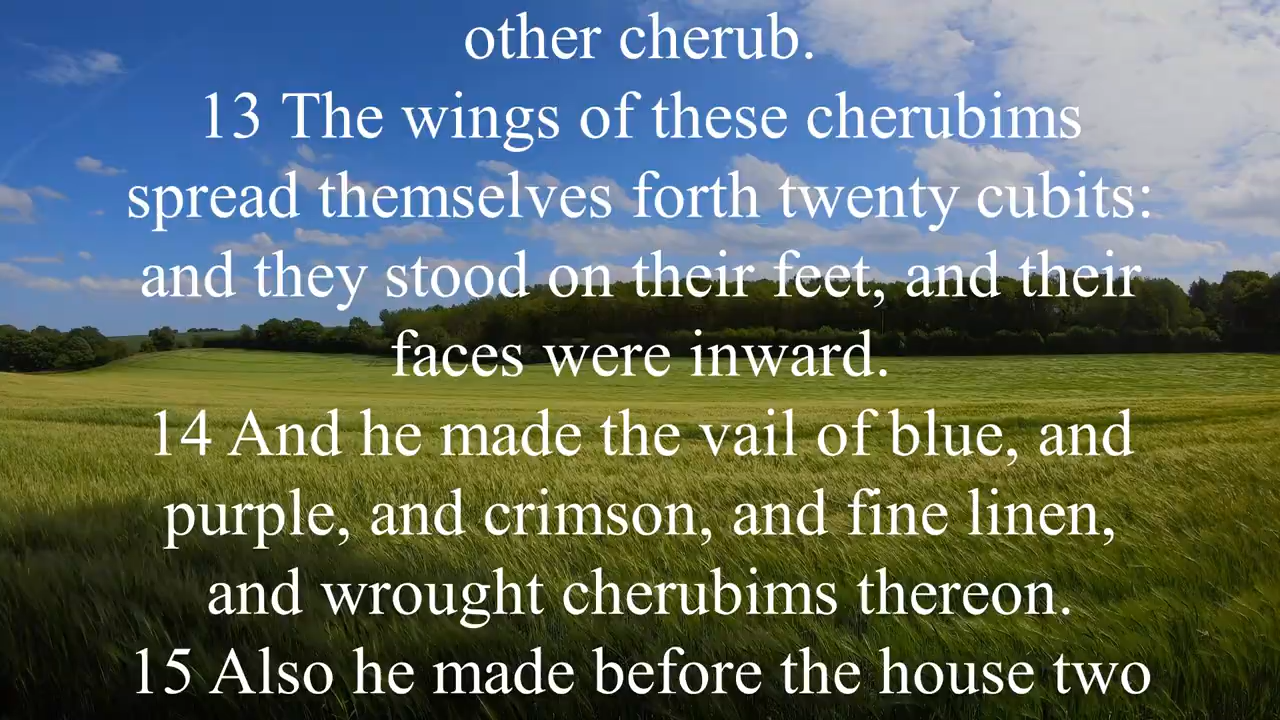 other cherub.
13 The wings of these cherubims
spread themselves forth twenty cubits:
and they stood on their feet, and their
faces were inward.
14 And he made the vail of blue, and
purple, and crimson, and fine linen,
and wrought cherubims thereon.
15 Also he made before the house two